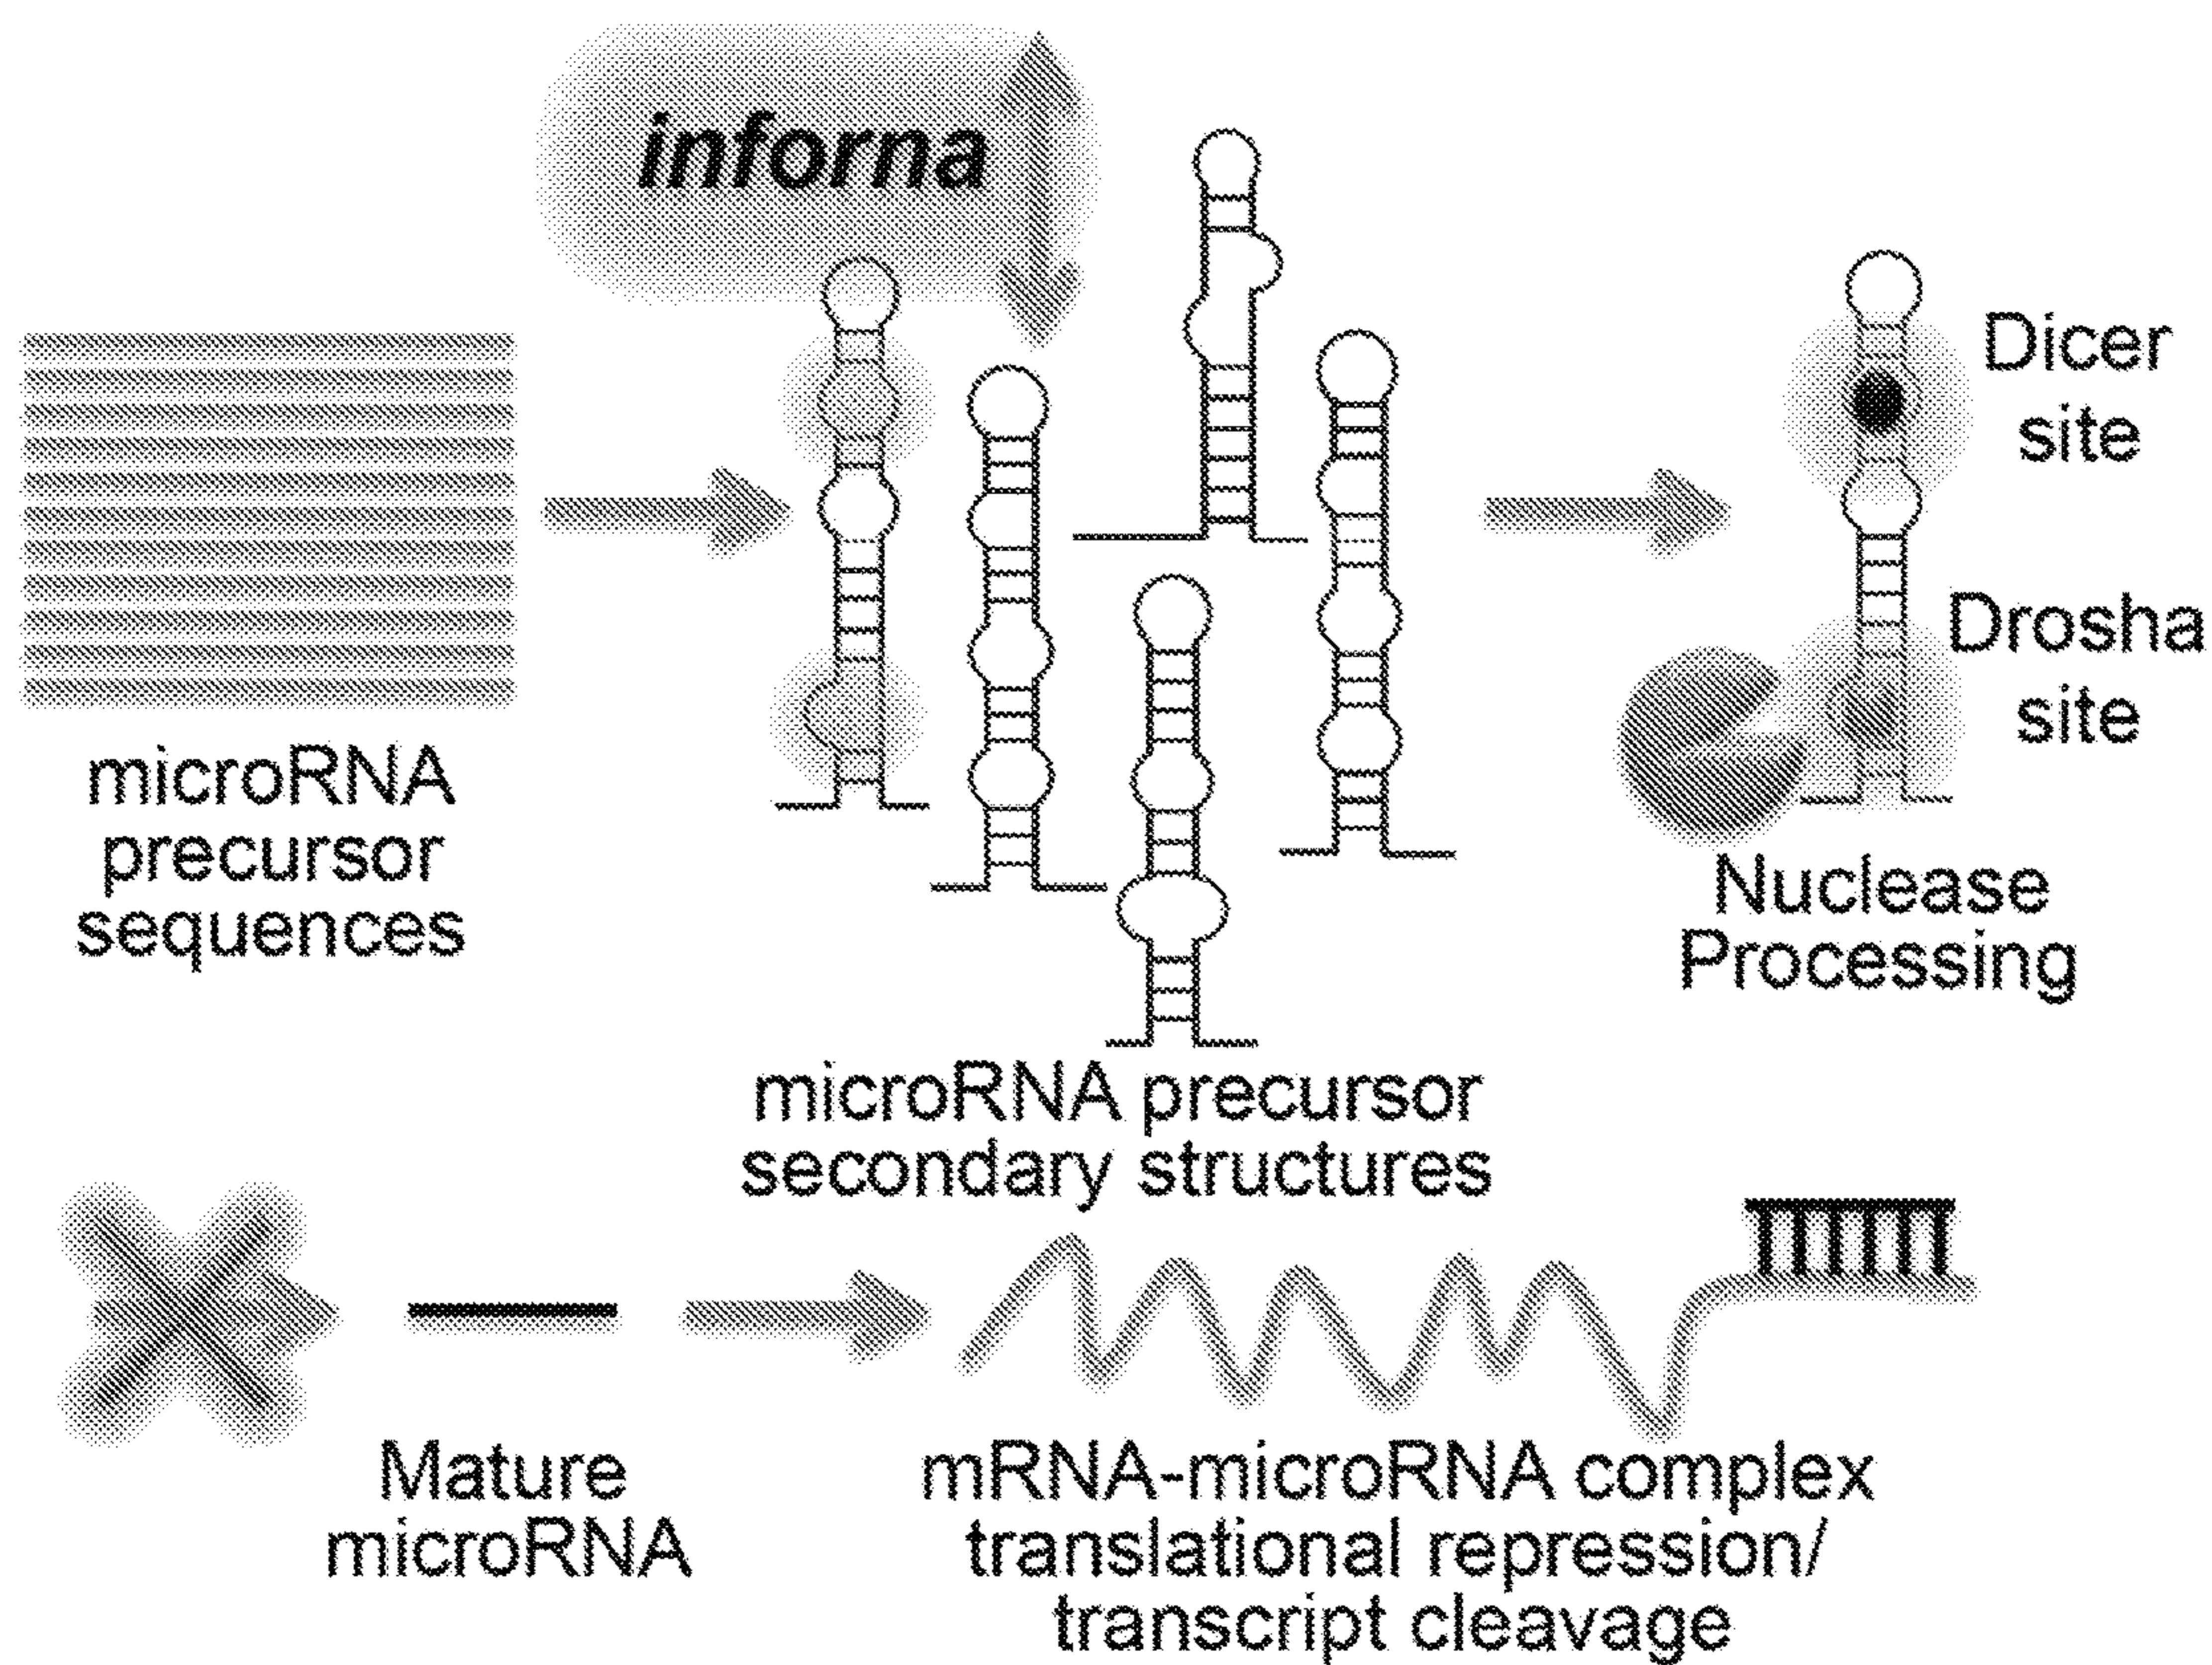 inforna
Dicer
site
Drosha
site
microRNA
precursor
sequences
Nuclease
Processing
microRNA precursor
secondary structures
Mature
microRNA
mRNA-microRNA complex
translational repression/
transcript cleavage